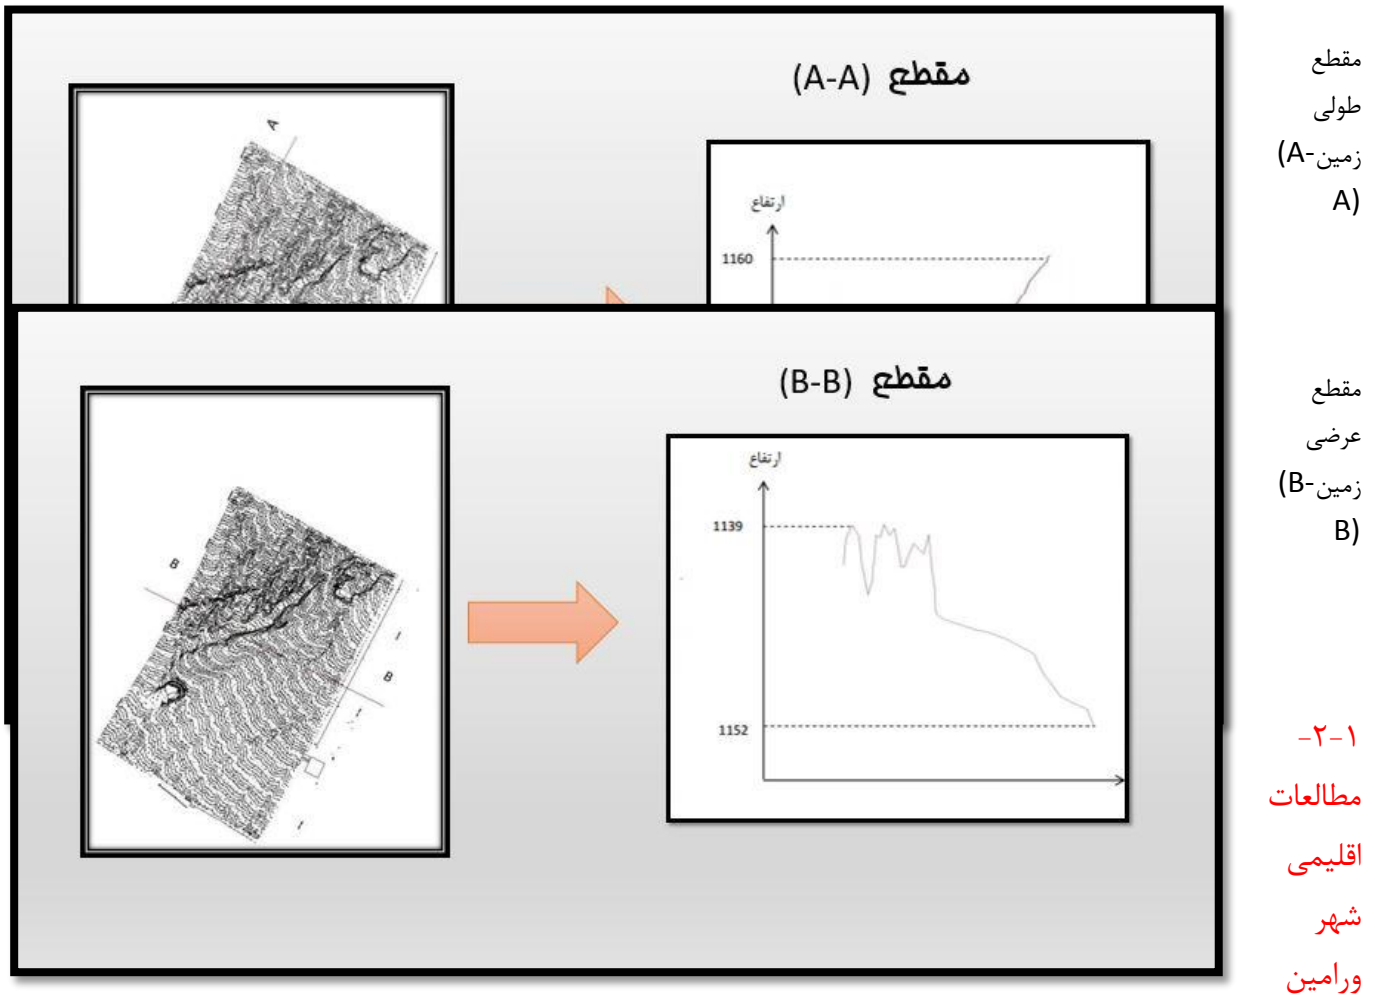 مقطع (A-A)
ارتفاع
1160
A
مقطع (B-B)
ارتفاع
1139
1152
B
B
مقطع
طولی
زمین-A)
A)
مقطع
عرضی
زمین-B)
B)
۱-۲-
مطالعات
اقلیمی
شهر
ورامین